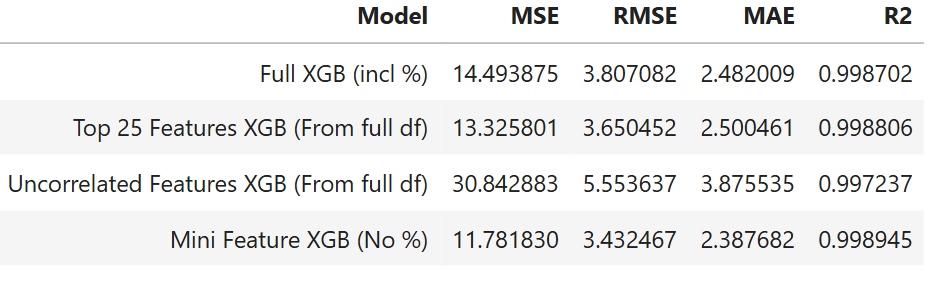 Model MSE RMSE MAE R2
Full XGB (incl %) 14.493875 3.807082 2.482009 0.998702
Top 25 Features XGB (From full df) 13.325801 3.650452 2.500461 0.998806
Uncorrelated Features XGB (From full df) 30.842883 5.553637 3.875535 0.997237
Mini Feature XGB (No %) 11.781830 3.432467 2.387682 0.998945